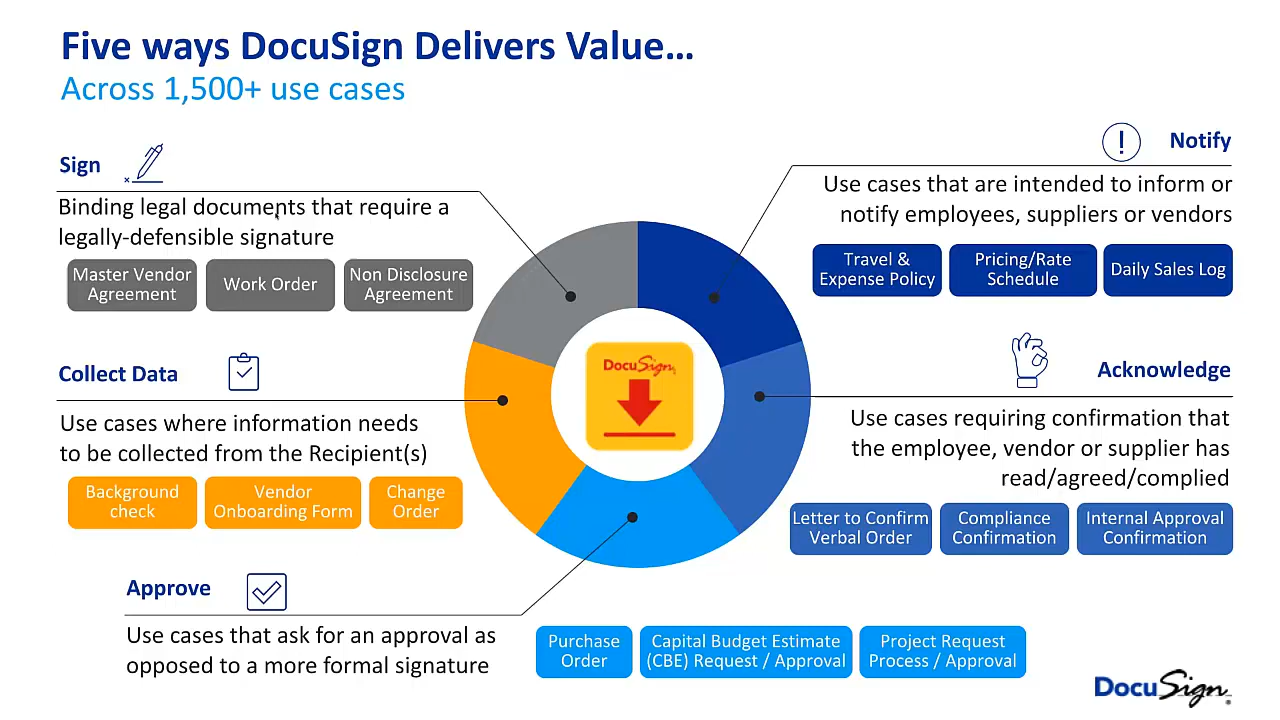 Five ways DocuSign Delivers Value...
Across 1,500+ use cases
Sign
Binding legal documents that require a
legally-defensible signature
Master Vendor
Agreement
Work Order
Non Disclosure
Agreement
Notify
Use cases that are intended to inform or
notify employees, suppliers or vendors
Travel &
Expense Policy
Pricing/Rate
Schedule
Daily Sales Log
Collect Data
Use cases where information needs
to be collected from the Recipient(s)
Background
check
Vendor
Onboarding Form
Change
Order
DocuSign
Acknowledge
Use cases requiring confirmation that
the employee, vendor or supplier has
read/agreed/complied
Letter to Confirm
Verbal Order
Compliance
Confirmation
Internal Approval
Confirmation
Approve
Use cases that ask for an approval as
opposed to a more formal signature
Purchase
Order
Capital Budget Estimate
(CBE) Request / Approval
Project Request
Process / Approval
DocuSign®